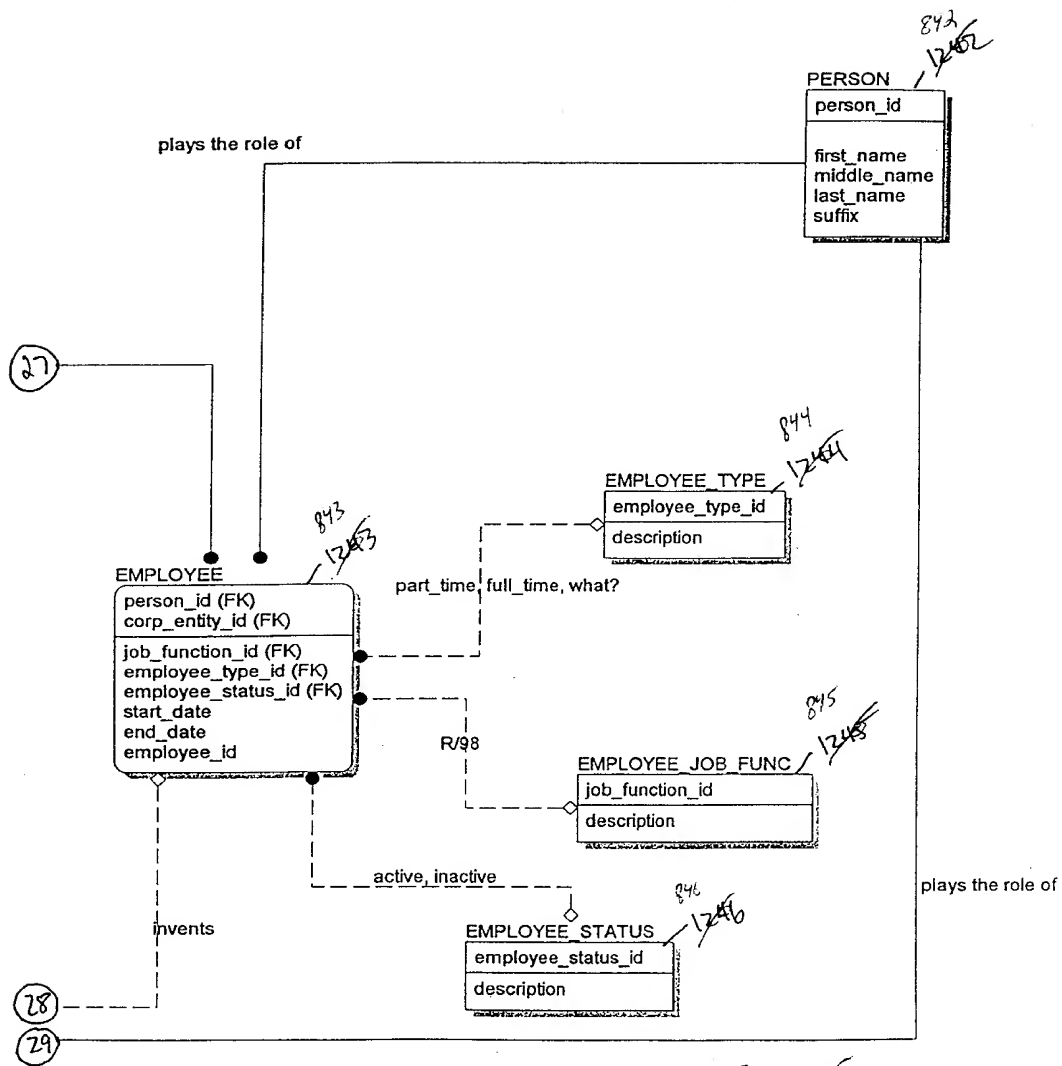 842
1242
PERSON
person_id
first_name
middle_name
last_name
suffix
plays the role of
27
844
1244
EMPLOYEE_TYPE
employee_type_id
description
843
1243
EMPLOYEE
person_id (FK)
corp_entity_id (FK)
job_function_id (FK)
employee_type_id (FK)
employee_status_id (FK)
start_date
end_date
employee_id
part_time, full_time, what?
R/98
845
1245
EMPLOYEE_JOB_FUNC
job_function_id
description
active, inactive
846
1246
EMPLOYEE_STATUS
employee_status_id
description
plays the role of
invents
28
29